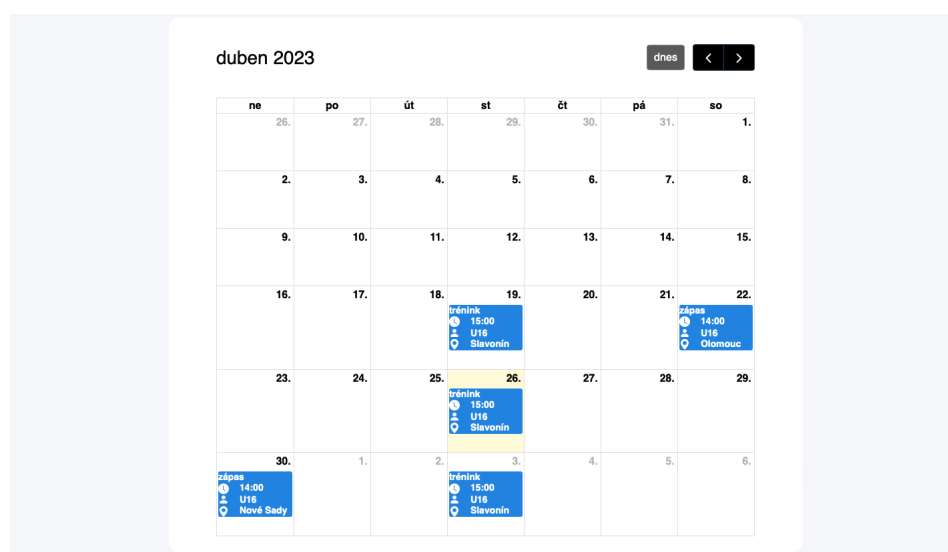 duben 2023
dnes
ne po út st čt pá so
26. 27. 28. 29. 30. 31. 1.
2. 3. 4. 5. 6. 7. 8.
9. 10. 11. 12. 13. 14. 15.
16. 17. 18. 19. 20. 21. 22.
trénink
15:00
U16
Slavonín
zápas
14:00
U16
Olomouc
23. 24. 25. 26. 27. 28. 29.
trénink
15:00
U16
Slavonín
30. 1. 2. 3. 4. 5. 6.
zápas
14:00
U16
Nové Sady
trénink
15:00
U16
Slavonín